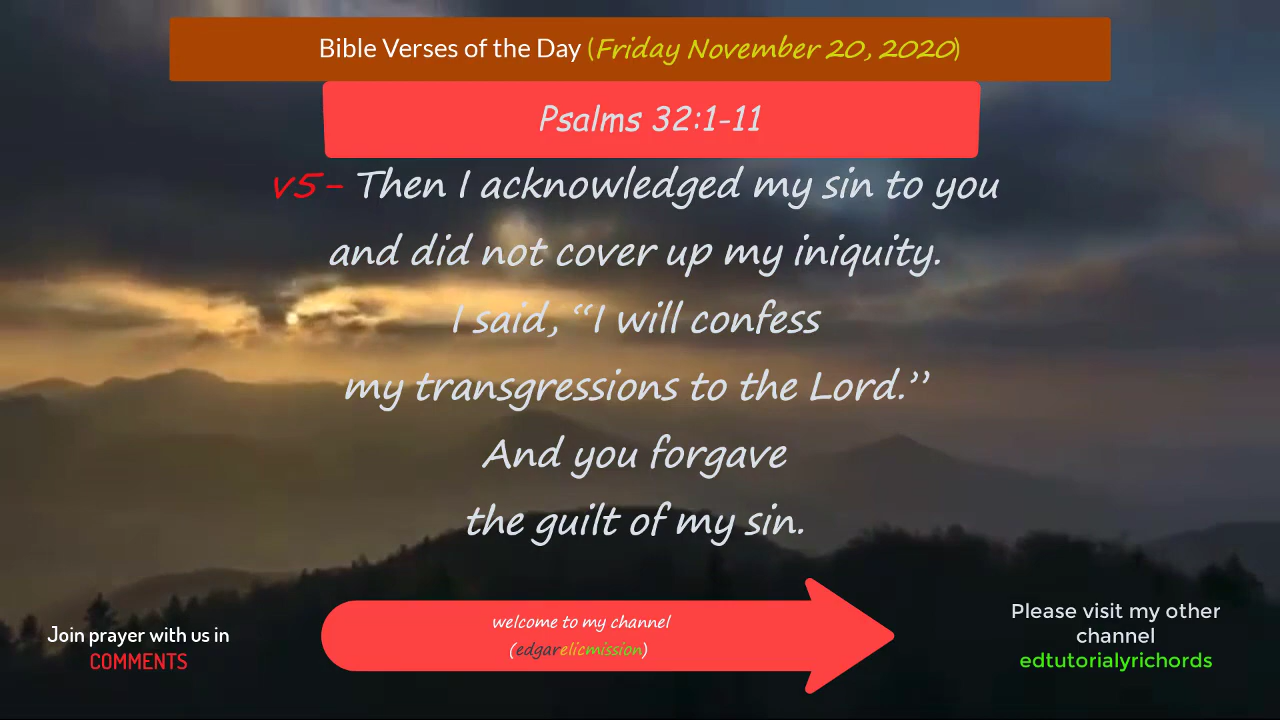 Bible Verses of the Day (Friday November 20, 2020)
Psalms 32:1-11
v5- Then I acknowledged my sin to you
and did not cover up my iniquity.
I said, “I will confess
my transgressions to the Lord.”
And you forgave
the guilt of my sin.
Join prayer with us in
COMMENTS
welcome to my channel
(edgarelicmission)
Please visit my other
channel
edtutorialyrichords